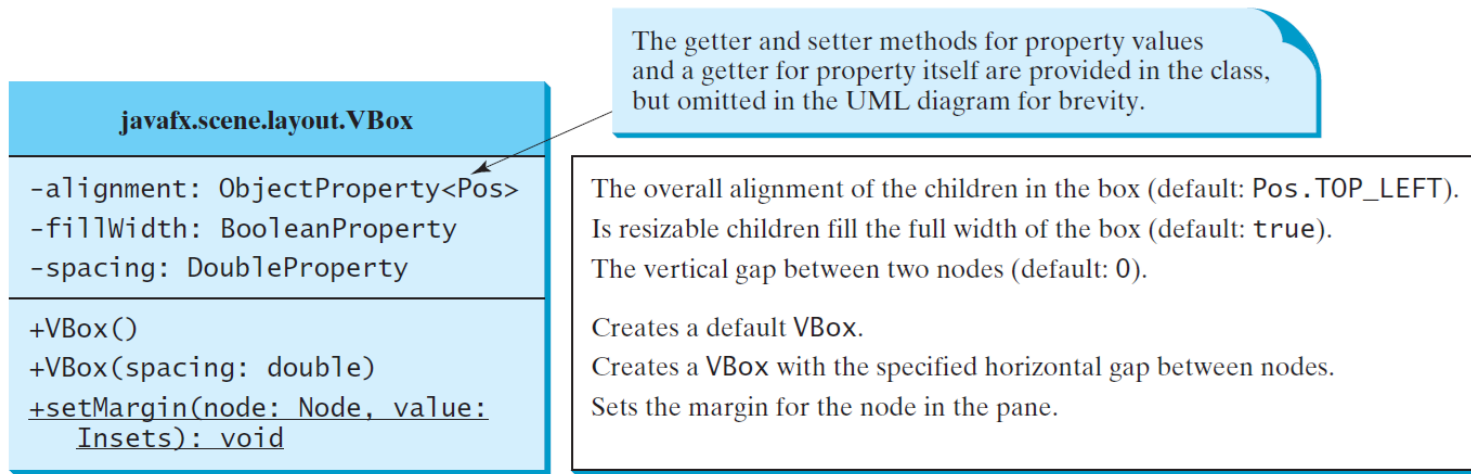 The getter and setter methods for property values
and a getter for property itself are provided in the class,
but omitted in the UML diagram for brevity.
javafx.scene.layout.VBox
-alignment: ObjectProperty<Pos>
-fillWidth: BooleanProperty
-spacing: DoubleProperty
The overall alignment of the children in the box (default: Pos.TOP_LEFT).
Is resizable children fill the full width of the box (default: true).
The vertical gap between two nodes (default: 0).
+VBox()
+VBox(spacing: double)
+setMargin(node: Node, value:
Insets): void
Creates a default VBox.
Creates a VBox with the specified horizontal gap between nodes.
Sets the margin for the node in the pane.